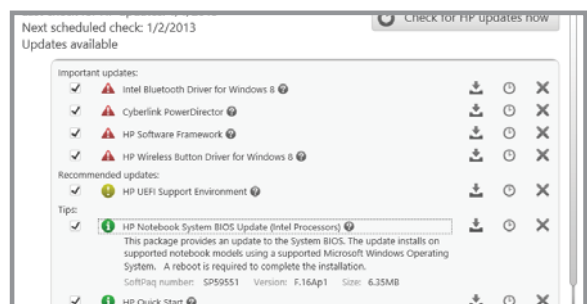 Next scheduled check: 1/2/2013
Check for HP updates now
Updates available
Important updates:
Intel Bluetooth Driver for Windows 8
Cyberlink PowerDirector
HP Software Framework
HP Wireless Button Driver for Windows 8
Recommended updates:
HP UEFI Support Environment
Tips:
HP Notebook System BIOS Update (Intel Processors)
This package provides an update to the System BIOS. The update installs on
supported notebook models using a supported Microsoft Windows Operating
System. A reboot is required to complete the installation.
SoftPaq number: SP59551 Version: F.16Ap1 Size: 6.35MB
HP Quick Start